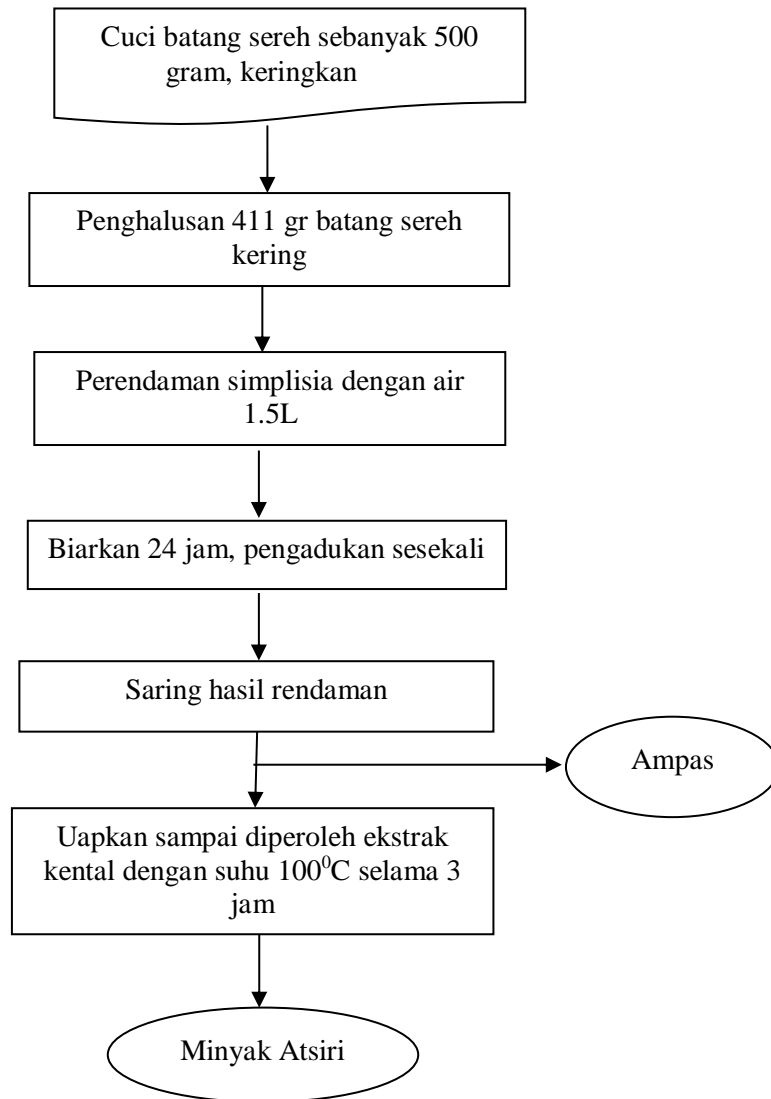 Cuci batang sereh sebanyak 500
gram, keringkan
Penghalusan 411 gr batang sereh
kering
Perendaman simplisia dengan air
1.5L
Biarkan 24 jam, pengadukan sesekali
Saring hasil rendaman
Ampas
Uapkan sampai diperoleh ekstrak
kental dengan suhu 100⁰C selama 3
jam
Minyak Atsiri